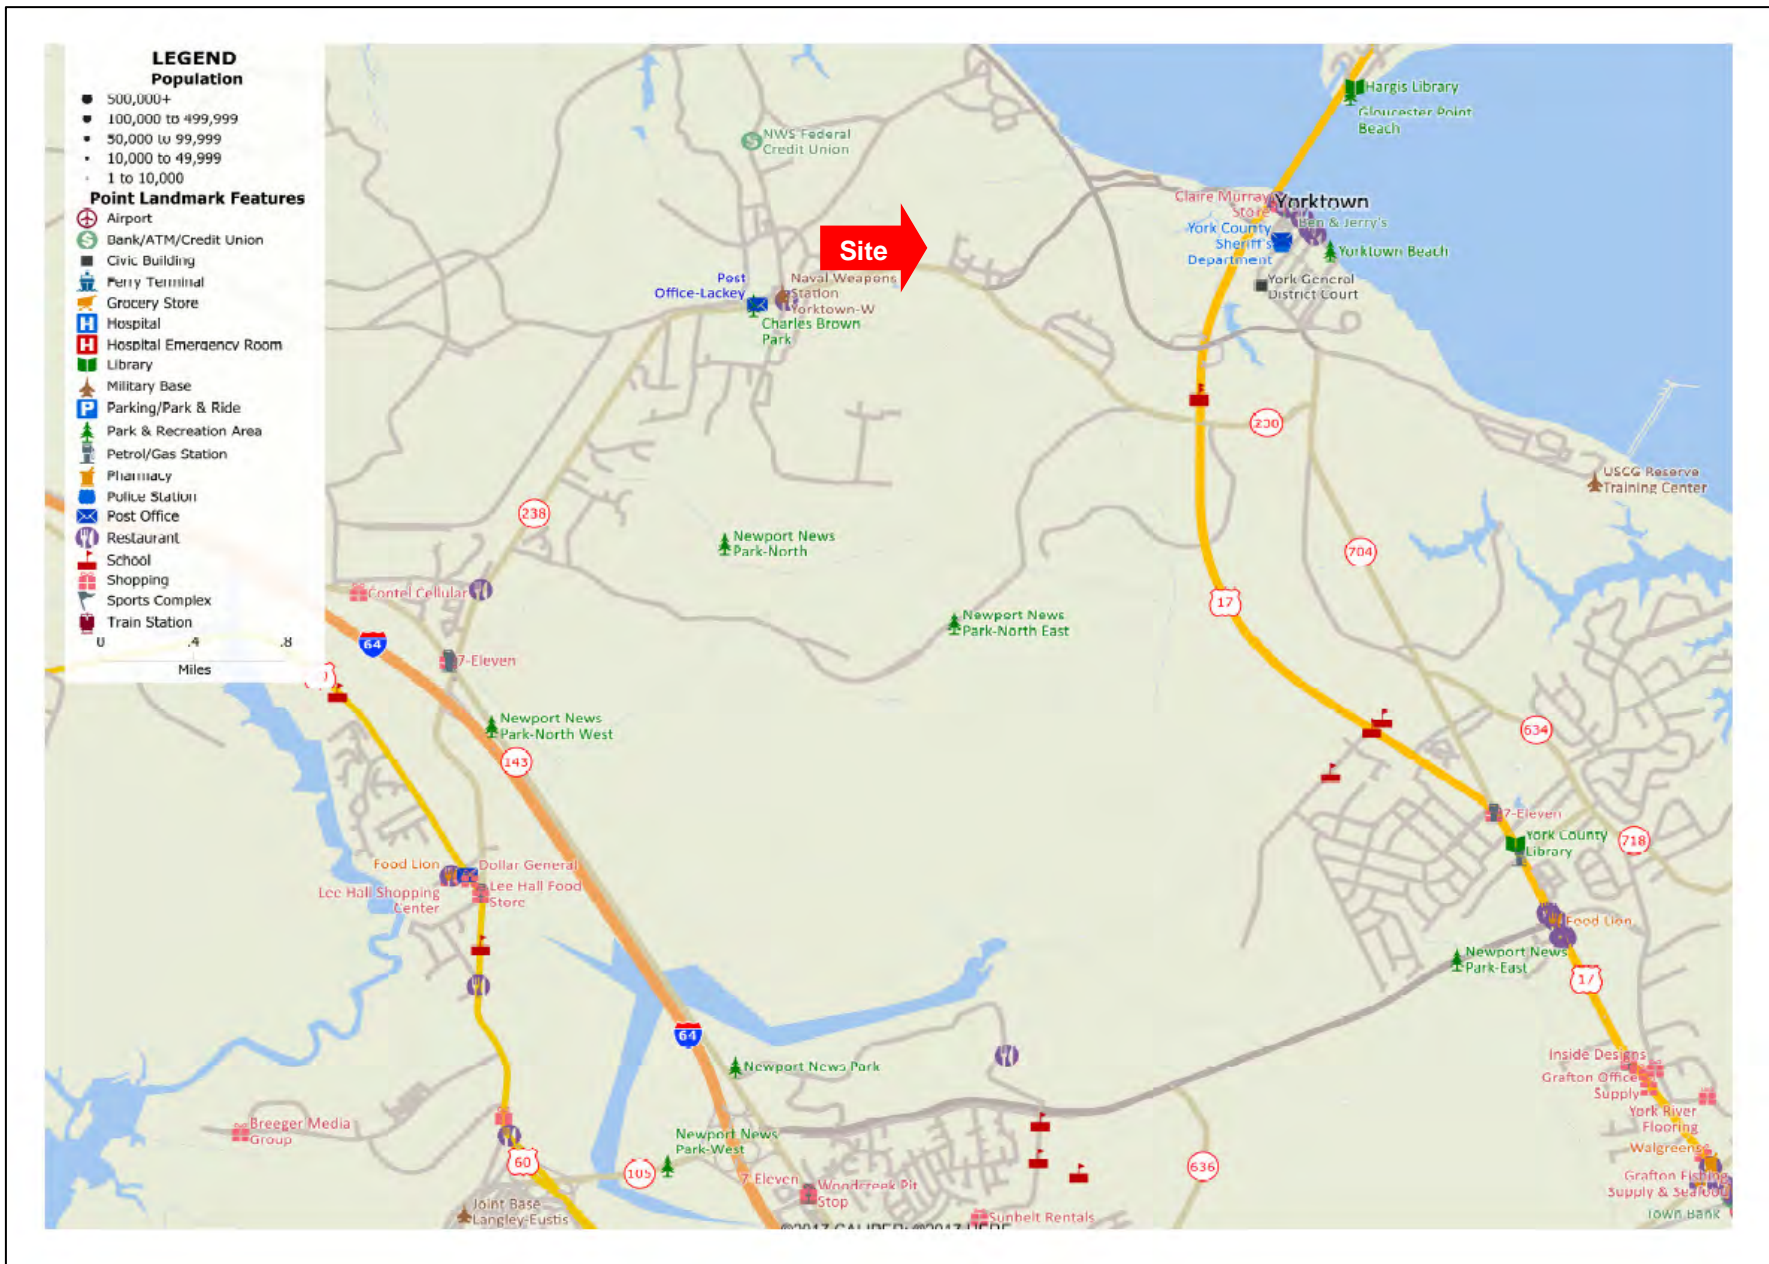 LEGEND
Population
500,000+
100,000 to 499,999
50,000 to 99,999
10,000 to 49,999
1 to 10,000
Point Landmark Features
Airport
Bank/ATM/Credit Union
Civic Building
Ferry Terminal
Grocery Store
Hospital
Hospital Emergency Room
Library
Military Base
Parking/Park & Ride
Park & Recreation Area
Petrol/Gas Station
Pharmacy
Police Station
Post Office
Restaurant
School
Shopping
Sports Complex
Train Station
0 .4 .8
Miles
Hargis Library
Gloucester Point
Beach
NWS Federal
Credit Union
Claire Murray
Store
Yorktown
Ben & Jerry's
York County
Sheriff's
Department
Yorktown Beach
York General
District Court
Site
Post
Office-Lackey
Naval Weapons
Station
Yorktown-W
Charles Brown
Park
230
USCG Reserve
Training Center
238
Newport News
Park-North
704
Contel Cellular
17
Newport News
Park-North East
64
7-Eleven
Newport News
Park-North West
143
634
7-Eleven
York County
Library
718
Food Lion
Dollar General
Lee Hall Shopping
Center
Lee Hall Food
Store
Food Lion
Newport News
Park-East
17
64
Newport News Park
Inside Designs
Grafton Office
Supply
York River
Flooring
Breeger Media
Group
Newport News
Park-West
Walgreens
60
105
7 Eleven
Woodcreek Pit
Stop
636
Grafton Fishing
Supply & Seafood
Joint Base
Langley-Eustis
Sunbelt Rentals
Town Bank
©2017 CALIPER; ©2017 HERE